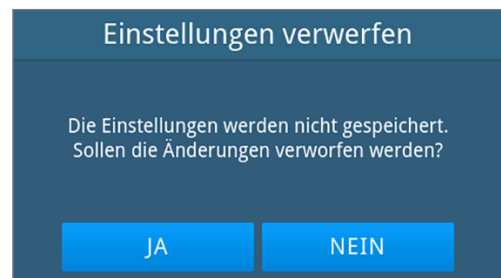 Einstellungen verwerfen
Die Einstellungen werden nicht gespeichert.
Sollen die Änderungen verworfen werden?
JA NEIN